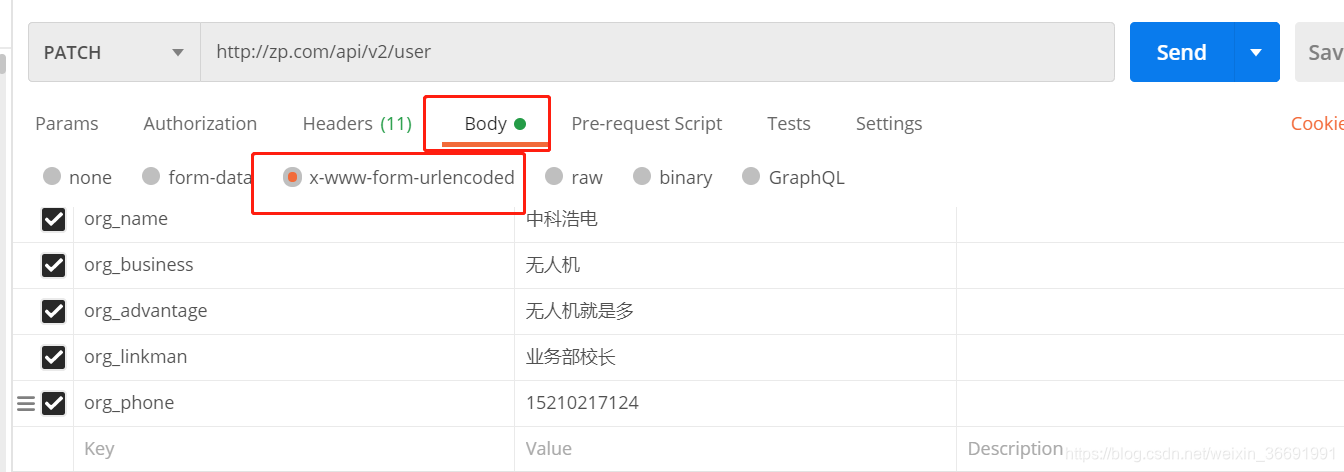 PATCH http://zp.com/api/v2/user Send Sav
Params Authorization Headers (11) Body Pre-request Script Tests Settings Cookie
none form-data x-www-form-urlencoded raw binary GraphQL
org_name 中科浩电
org_business 无人机
org_advantage 无人机就是多
org_linkman 业务部校长
org_phone 15210217124
Key Value Description
https://blog.csdn.net/weixin_36691991